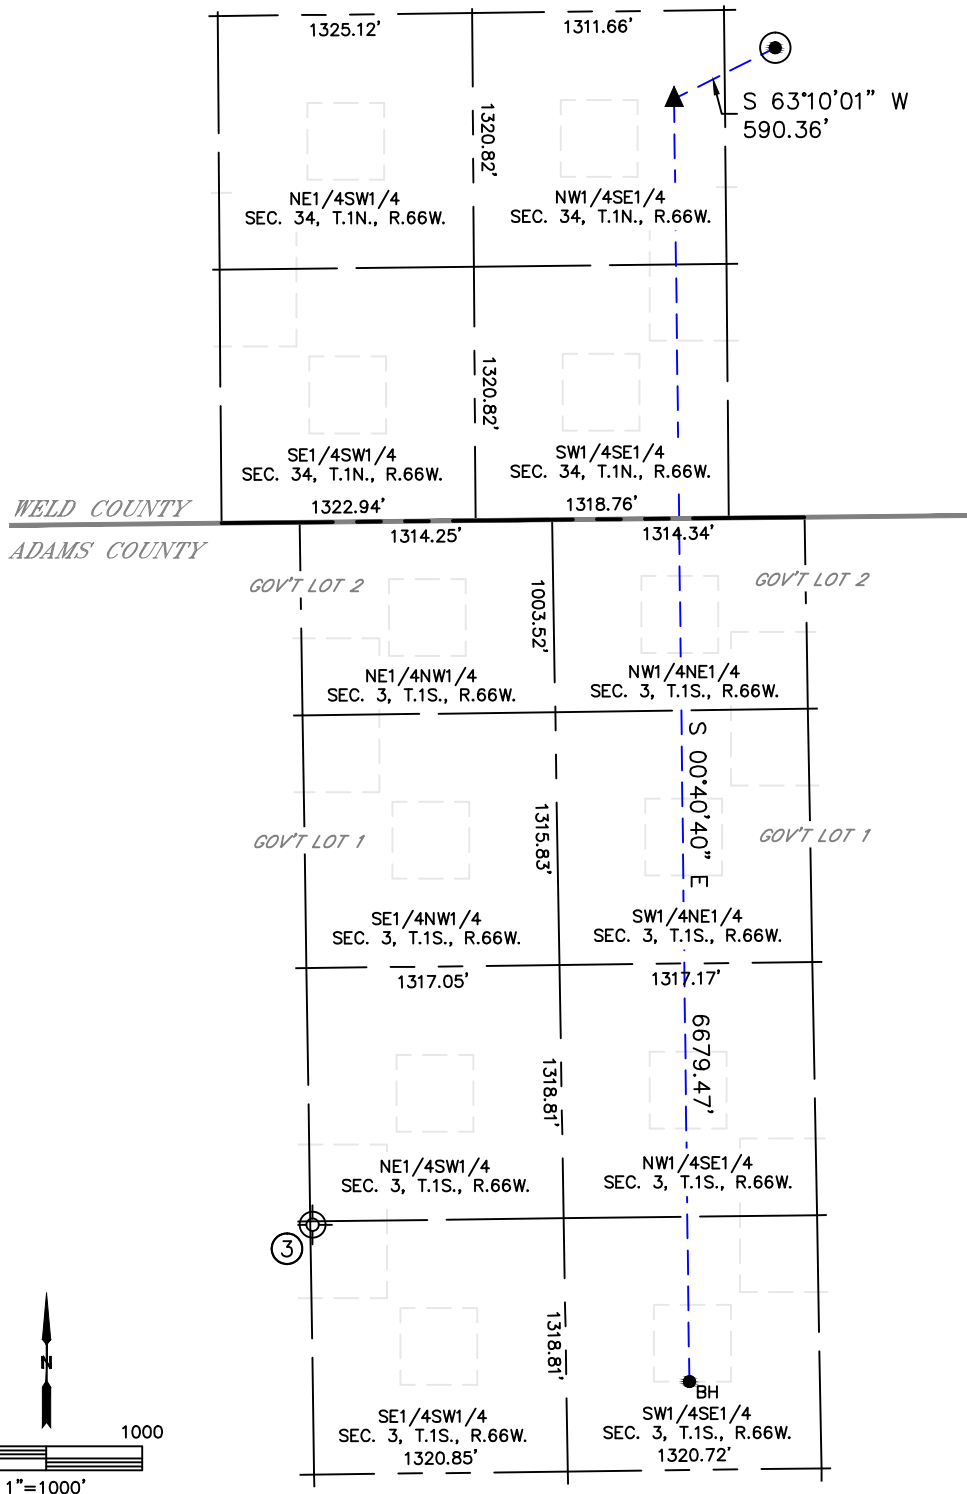 1325.12'
1311.66'
S 63°10'01" W
590.36'
1320.82'
NE1/4SW1/4
SEC. 34, T.1N., R.66W.
NW1/4SE1/4
SEC. 34, T.1N., R.66W.
1320.82'
SE1/4SW1/4
SEC. 34, T.1N., R.66W.
1322.94'
SW1/4SE1/4
SEC. 34, T.1N., R.66W.
1318.76'
WELD COUNTY
ADAMS COUNTY
1314.25'
1314.34'
GOV'T LOT 2
GOV'T LOT 2
1003.52'
NE1/4NW1/4
SEC. 3, T.1S., R.66W.
NW1/4NE1/4
SEC. 3, T.1S., R.66W.
S 00°40'40" E
GOV'T LOT 1
1315.83'
GOV'T LOT 1
SE1/4NW1/4
SEC. 3, T.1S., R.66W.
SW1/4NE1/4
SEC. 3, T.1S., R.66W.
1317.05'
1317.17'
6679.47'
1318.81'
NE1/4SW1/4
SEC. 3, T.1S., R.66W.
NW1/4SE1/4
SEC. 3, T.1S., R.66W.
3
1318.81'
N
BH
SE1/4SW1/4
SEC. 3, T.1S., R.66W.
1320.85'
SW1/4SE1/4
SEC. 3, T.1S., R.66W.
1320.72'
1000
1"=1000'